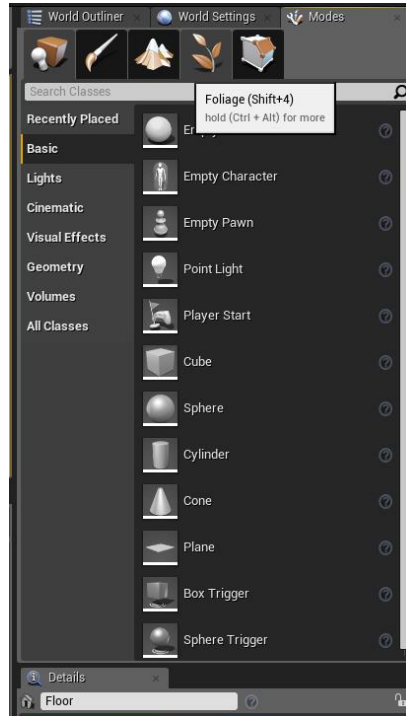 World Outliner
World Settings
Modes
Search Classes
Foliage (Shift+4)
hold (Ctrl + Alt) for more
Recently Placed
Basic
Lights
Cinematic
Visual Effects
Geometry
Volumes
All Classes
Empty Character
Empty Pawn
Point Light
Player Start
Cube
Sphere
Cylinder
Cone
Plane
Box Trigger
Sphere Trigger
Details
Floor